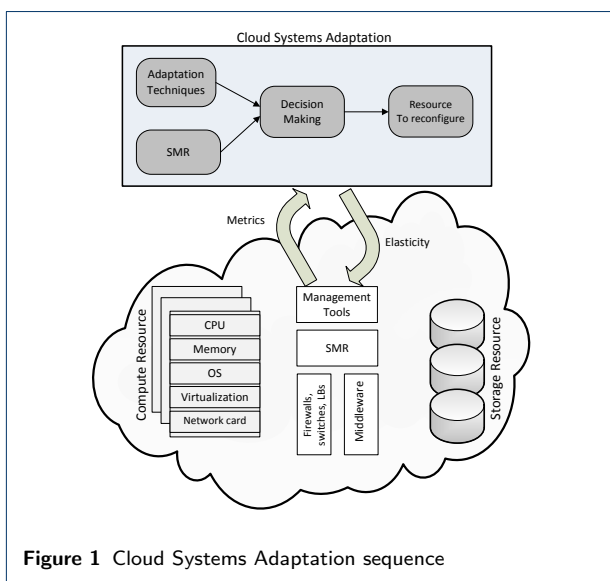 Cloud Systems Adaptation
Adaptation
Techniques
SMR
Decision
Making
Resource
To reconfigure
Metrics
Elasticity
Compute Resource
CPU
Memory
OS
Virtualization
Network card
Management
Tools
SMR
Firewalls,
switches, LBs
Middleware
Storage Resource
Figure 1 Cloud Systems Adaptation sequence